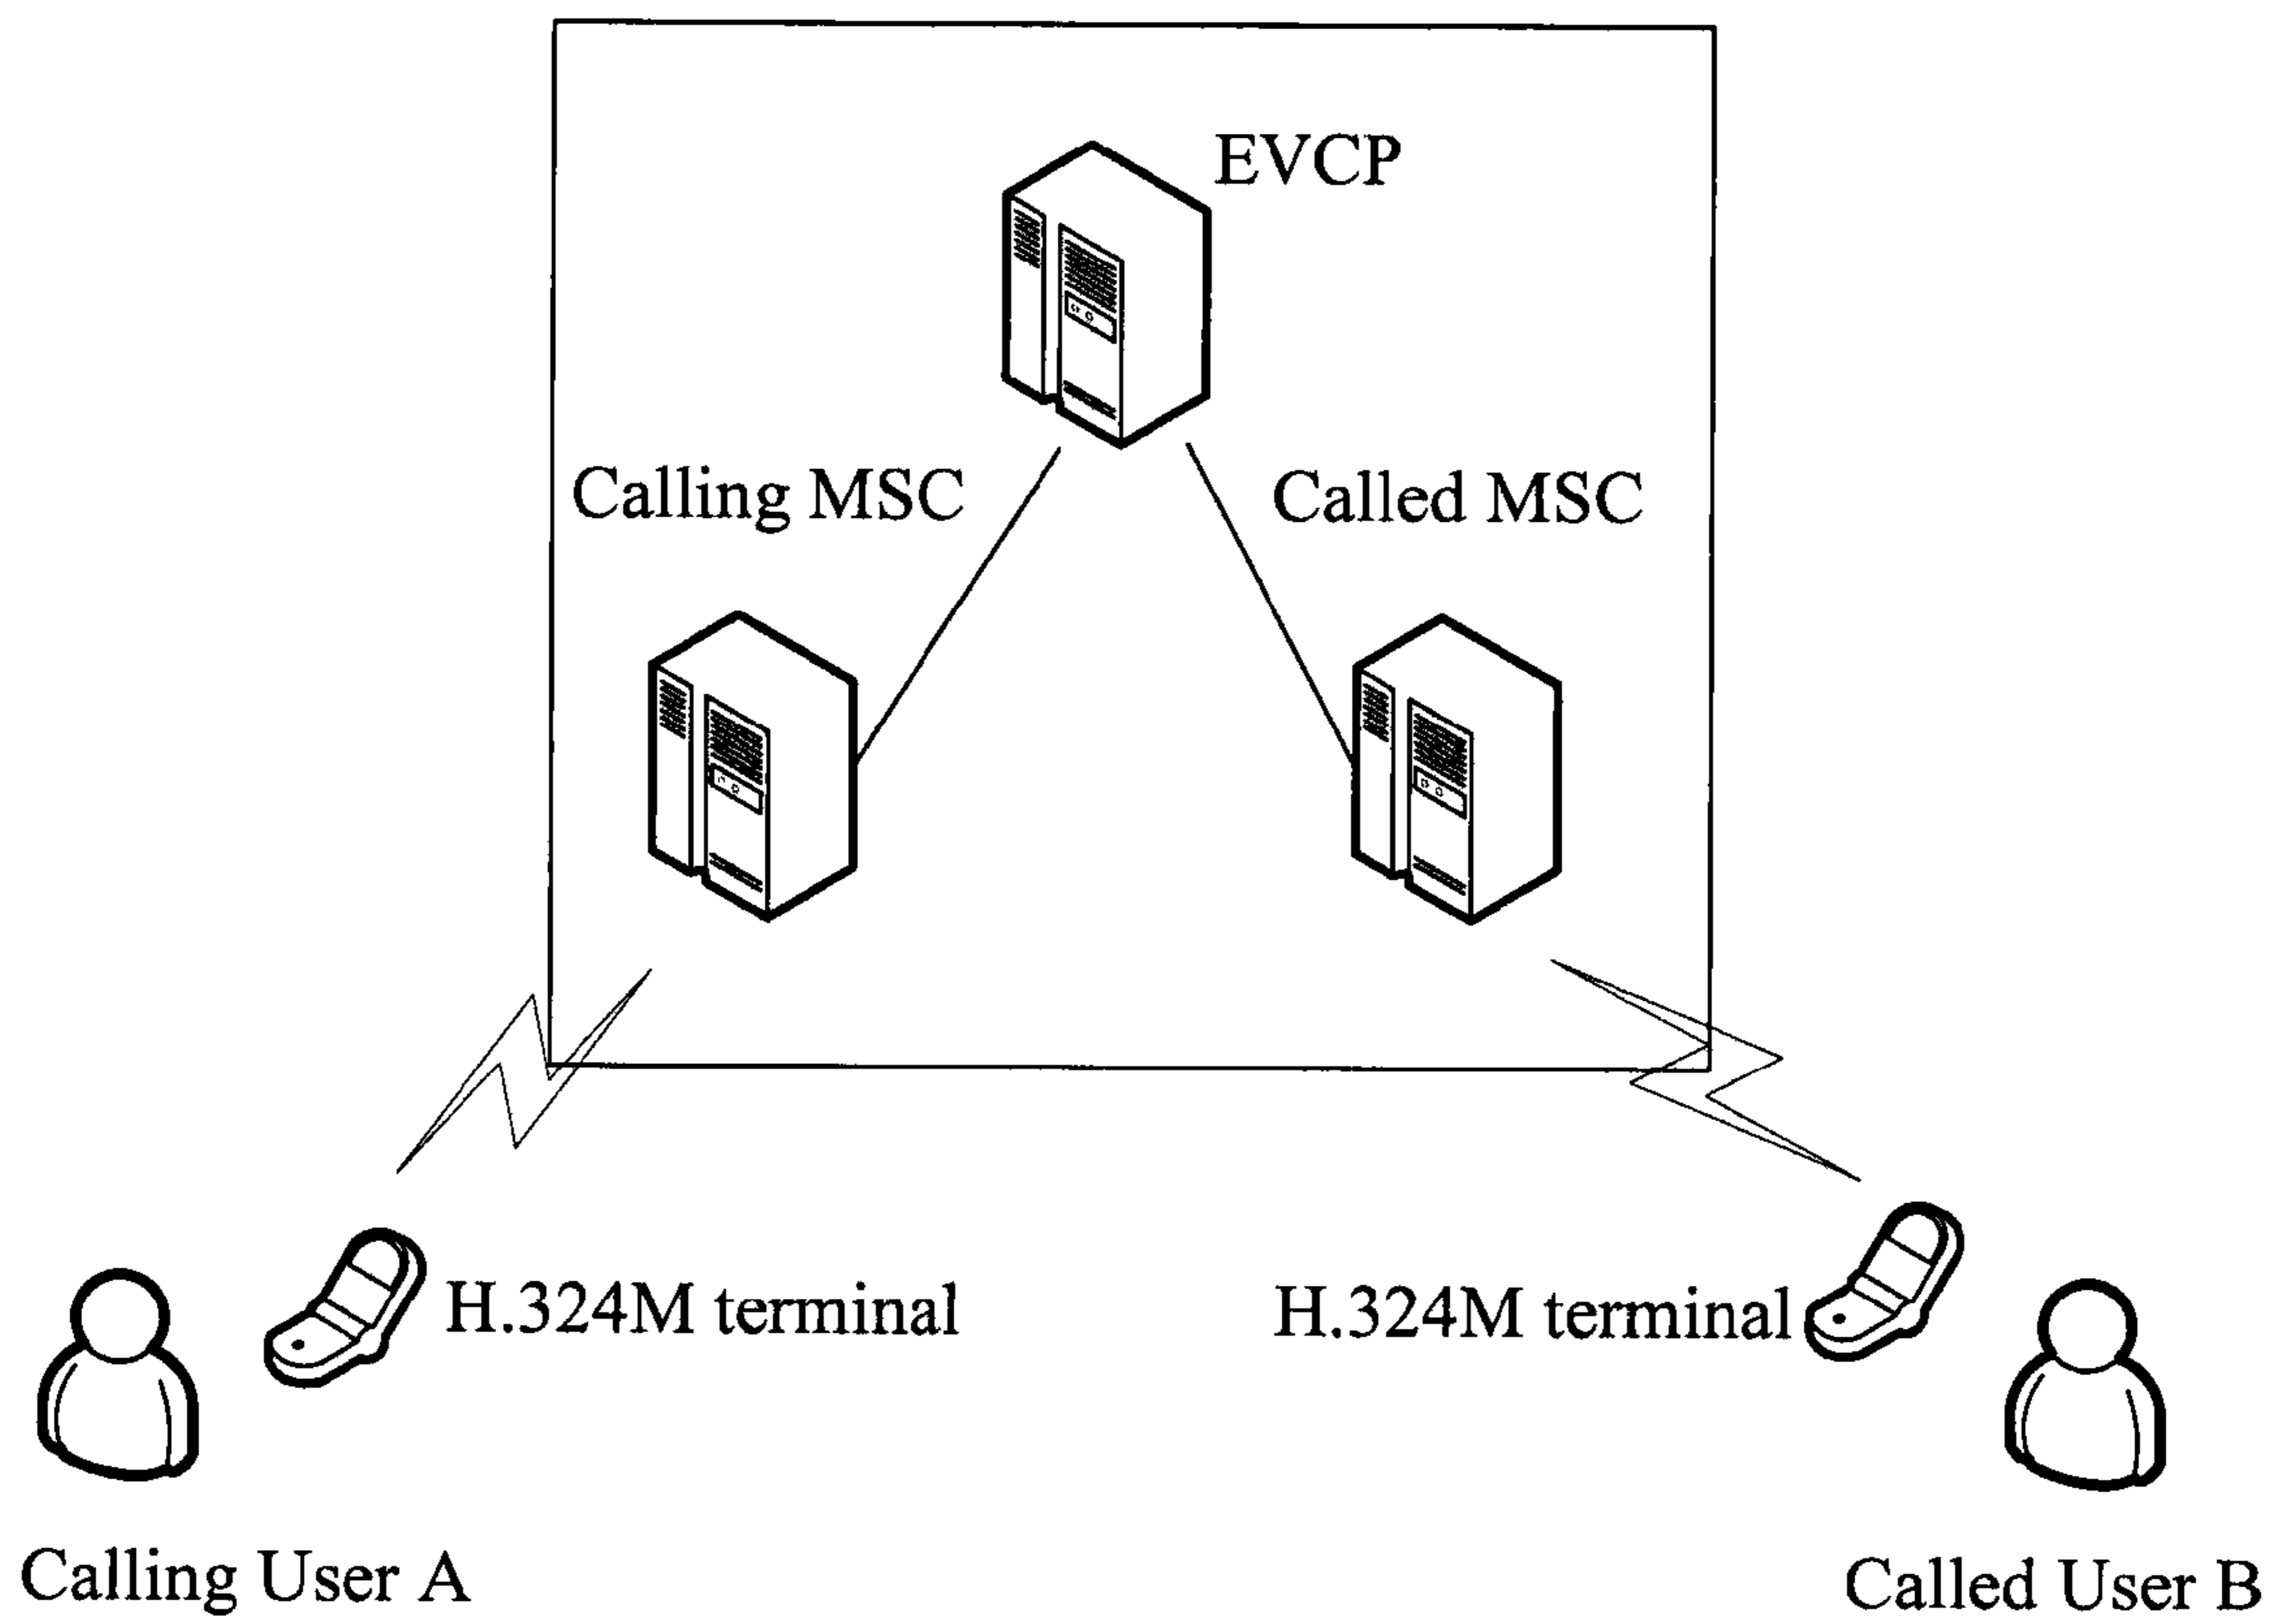 EVCP
Calling MSC
Called MSC
H.324M terminal
H.324M terminal
Calling User A
Called User B